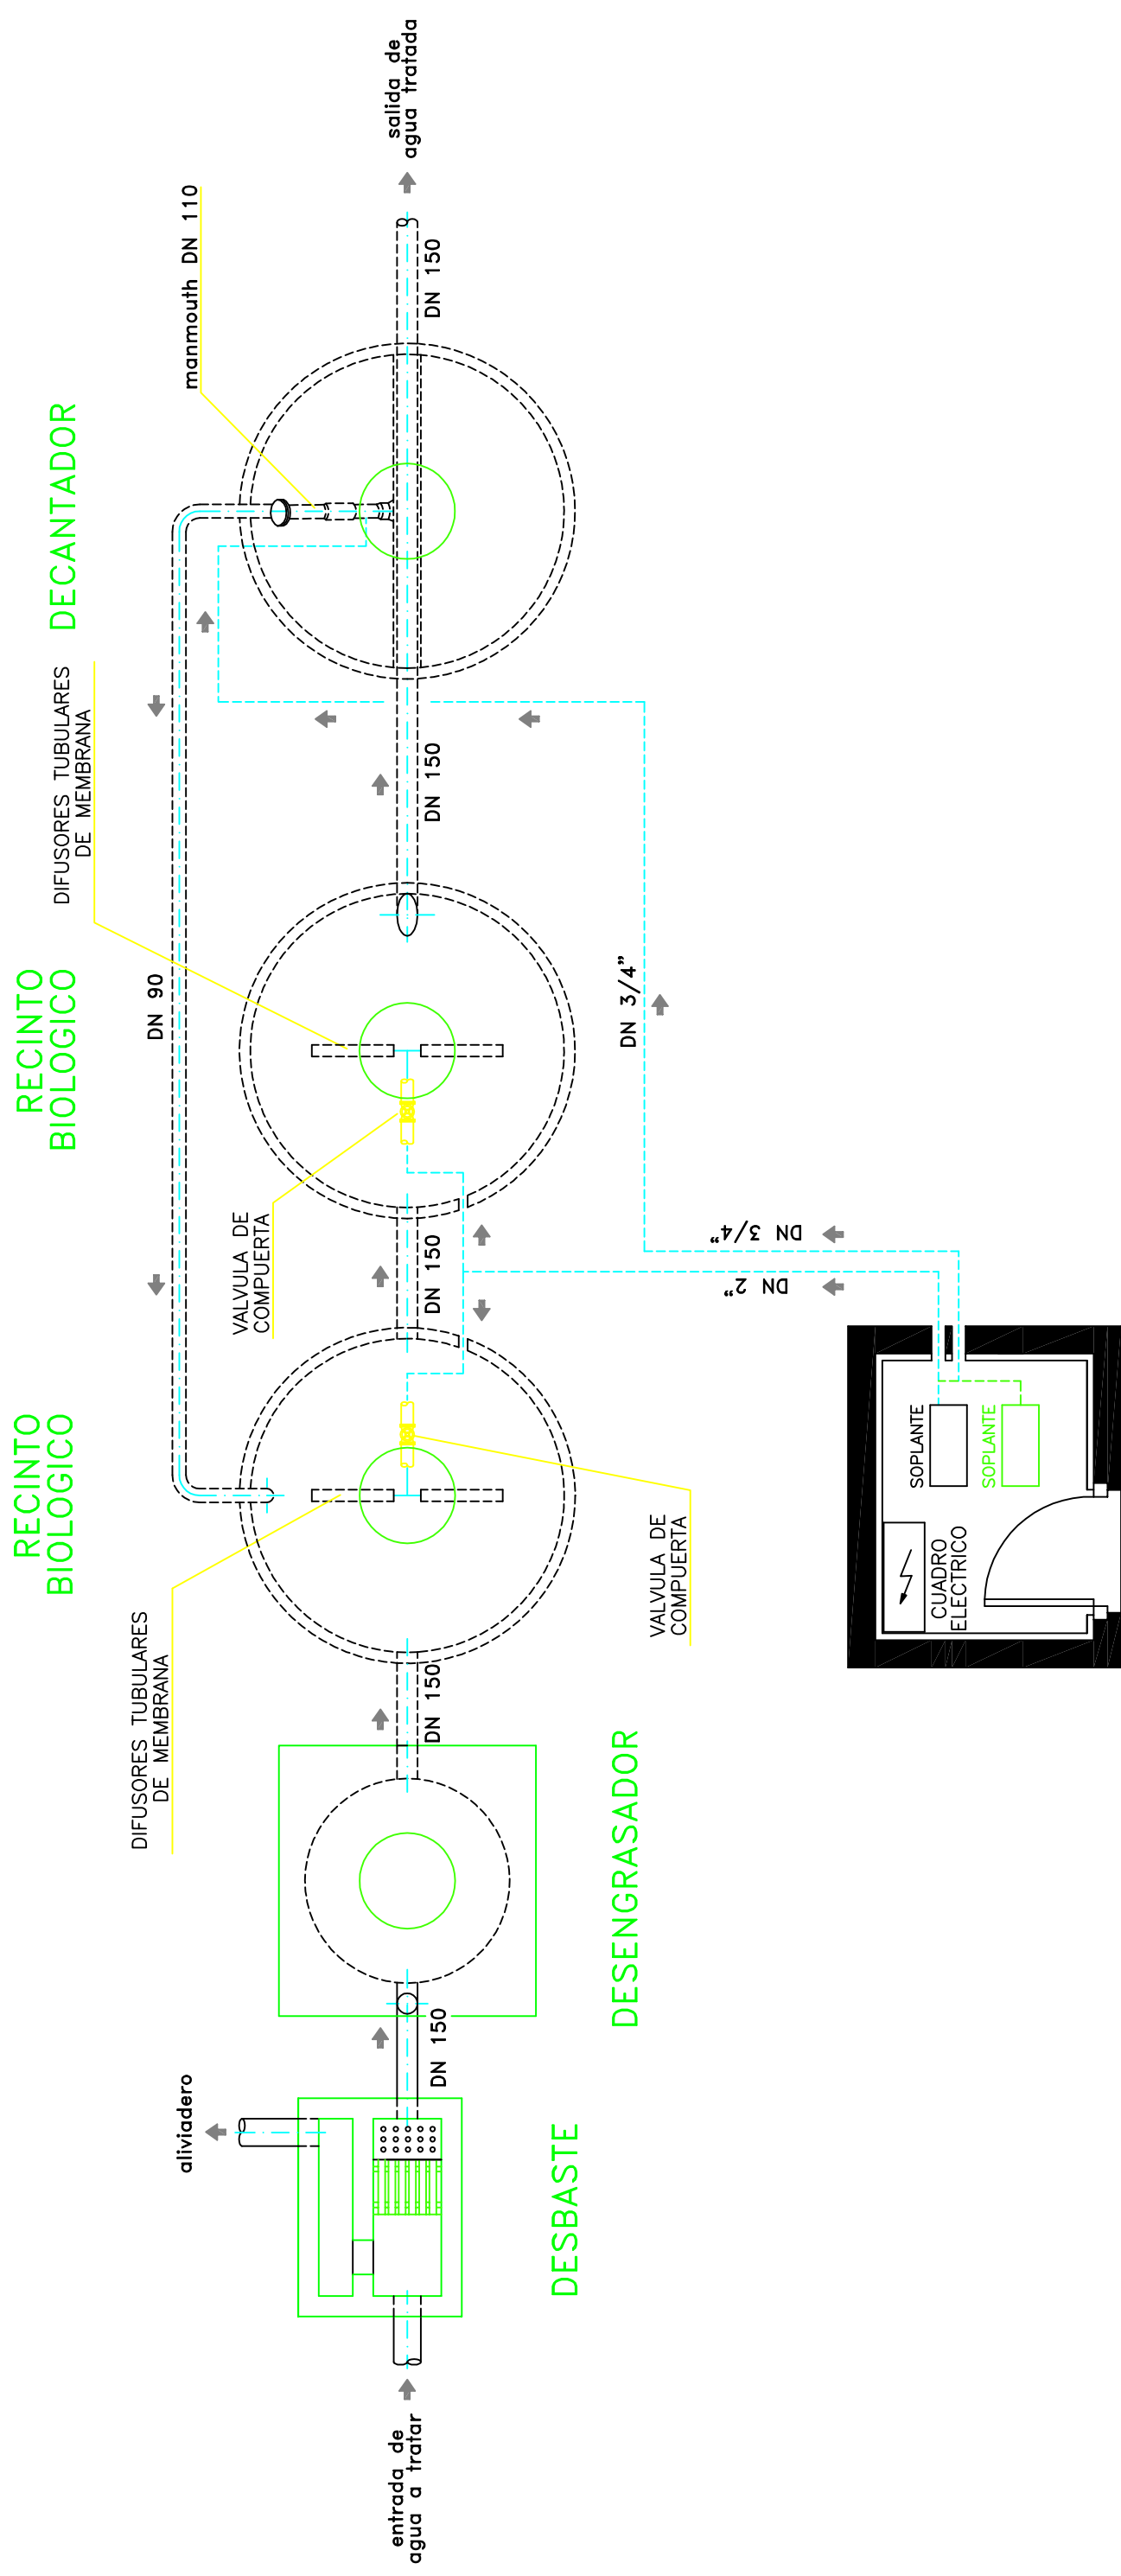 RECINTO
BIOLOGICO
RECINTO
BIOLOGICO
DECANTADOR
DIFUSORES TUBULARES
DE MEMBRANA
DIFUSORES TUBULARES
DE MEMBRANA
manmouth DN 110
DN 90
aliviadero
VALVULA DE
COMPUERTA
entrada de
agua a tratar
DN 150
DN 150
DN 150
DN 150
DN 150
salida de
agua tratada
DESBASTE
DESENGRASADOR
VALVULA DE
COMPUERTA
DN 3/4"
DN 2"
DN 3/4"
SOPLANTE
SOPLANTE
CUADRO
ELECTRICO